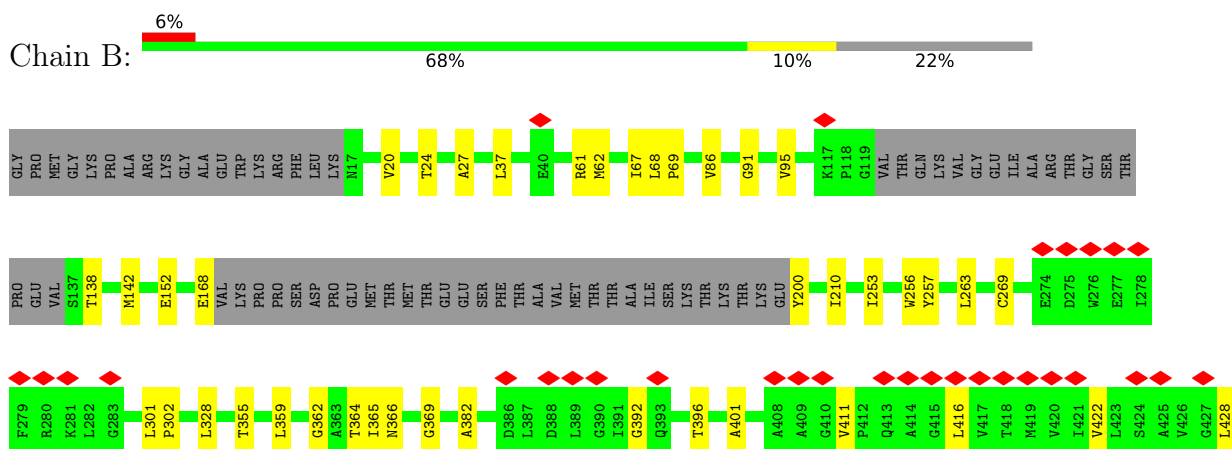 6%
Chain B:
68% 10% 22%
GLY PRO MET GLY LYS PRO ALA ARG LYS GLY ALA GLU TRP LYS ARG PHE LEU LYS N17 V20 T24 A27 L37 E40 R61 M62 I67 L68 P69 V86 G91 V95 K117 P118 G119 VAL THR GLN LYS VAL GLY GLU ILE ALA ARG THR GLY SER THR
PRO GLU VAL S137 T138 M142 E152 E168 VAL LYS PRO PRO SER ASP PRO GLU MET THR MET THR GLU GLU SER PHE THR ALA VAL MET THR THR ALA ILE SER LYS THR LYS THR LYS GLU Y200 I210 I253 W256 Y257 L263 C269 E274 D275 W276 E277 I278
F279 R280 K281 L282 G283 L301 P302 L328 T355 L359 G362 A363 T364 I365 N366 G369 A382 D386 L387 D388 L389 G390 I391 G392 Q393 T396 A401 A408 A409 G410 V411 P412 Q413 A414 G415 L416 V417 T418 M419 V420 I421 V422 L423 S424 A425 V426 G427 L428